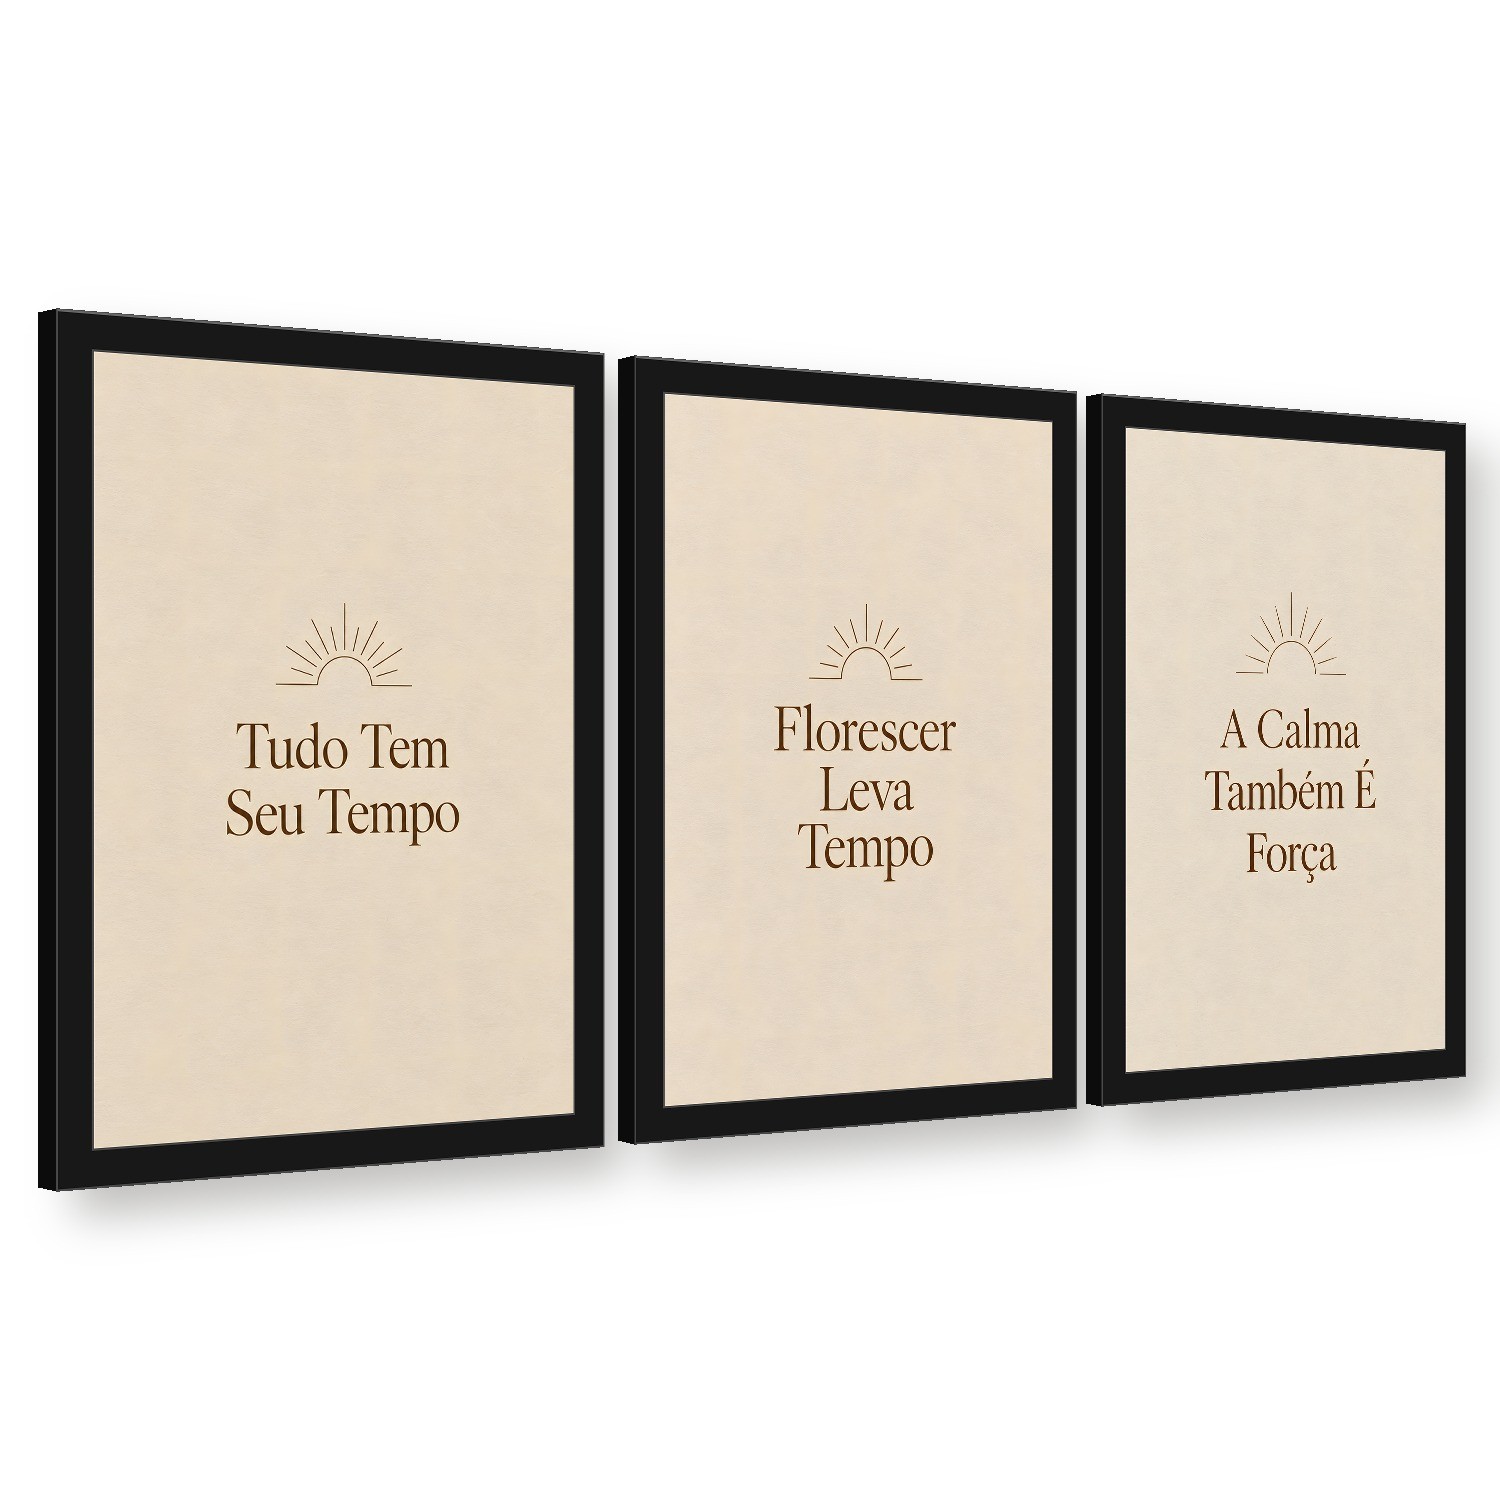 Tudo Tem
Seu Tempo
Florescer
Leva
Tempo
A Calma
Também É
Força